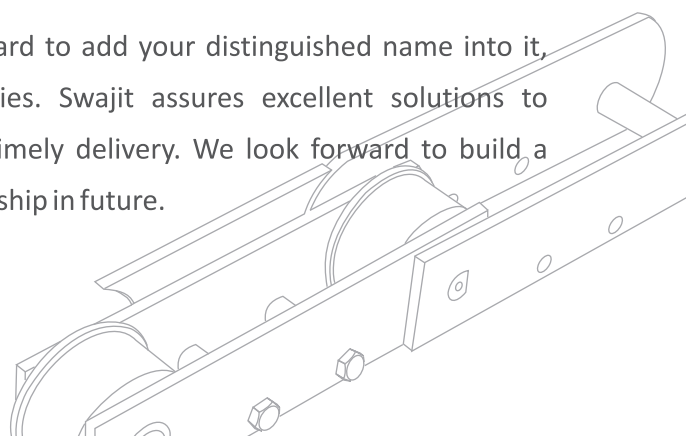 ard to add your distinguished name into it,
ies. Swajit assures excellent solutions to
imely delivery. We look forward to build a
ship in future.